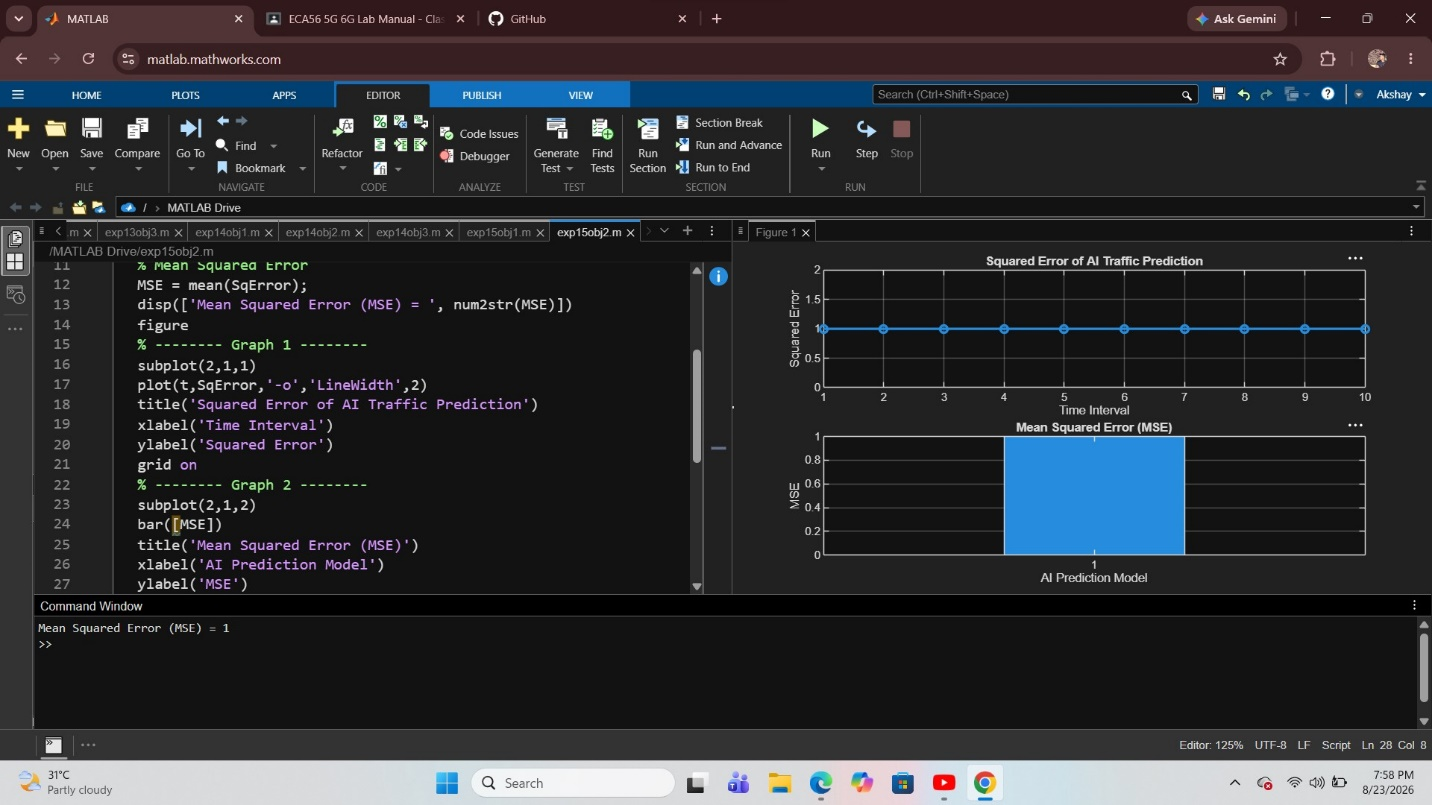 MATLAB
ECA56 5G 6G Lab Manual - Clas
GitHub
Ask Gemini
matlab.mathworks.com
HOME
PLOTS
APPS
EDITOR
PUBLISH
VIEW
Search (Ctrl+Shift+Space)
Akshay
New
Open
Save
Compare
Go To
Find
Bookmark
Refactor
Code Issues
Debugger
Generate
Test
Find
Tests
Run
Section
Section Break
Run and Advance
Run to End
Run
Step
Stop
FILE
NAVIGATE
CODE
ANALYZE
TEST
SECTION
RUN
/ > MATLAB Drive
.m
exp13obj3.m
exp14obj1.m
exp14obj2.m
exp14obj3.m
exp15obj1.m
exp15obj2.m
Figure 1
/MATLAB Drive/exp15obj2.m
11 % Mean Squared Error
12 MSE = mean(SqError);
13 disp(['Mean Squared Error (MSE) = ', num2str(MSE)])
14 figure
15 % -------- Graph 1 --------
16 subplot(2,1,1)
17 plot(t,SqError,'-o','LineWidth',2)
18 title('Squared Error of AI Traffic Prediction')
19 xlabel('Time Interval')
20 ylabel('Squared Error')
21 grid on
22 % -------- Graph 2 --------
23 subplot(2,1,2)
24 bar([MSE])
25 title('Mean Squared Error (MSE)')
26 xlabel('AI Prediction Model')
27 ylabel('MSE')
Squared Error of AI Traffic Prediction
Squared Error
2
1.5
1
0.5
0
1 2 3 4 5 6 7 8 9 10
Time Interval
Mean Squared Error (MSE)
MSE
1
0.8
0.6
0.4
0.2
0
1
AI Prediction Model
Command Window
Mean Squared Error (MSE) = 1
>>
Editor: 125% UTF-8 LF Script Ln 28 Col 8
31°C
Partly cloudy
Search
7:58 PM
8/23/2026